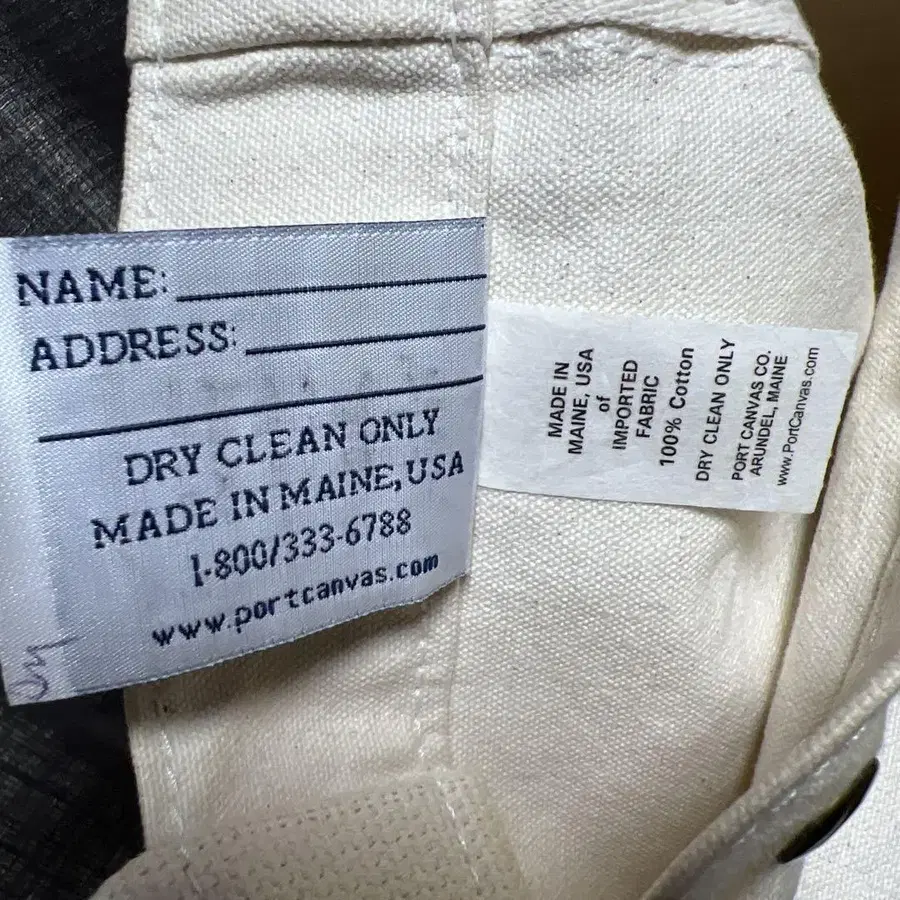 NAME:
ADDRESS:
DRY CLEAN ONLY
MADE IN MAINE, USA
1-800/333-6788
www.portcanvas.com
MADE IN
MAINE, USA
of
IMPORTED
FABRIC
100% Cotton
DRY CLEAN ONLY
PORT CANVAS CO.
ARUNDEL, MAINE
www.PortCanvas.com